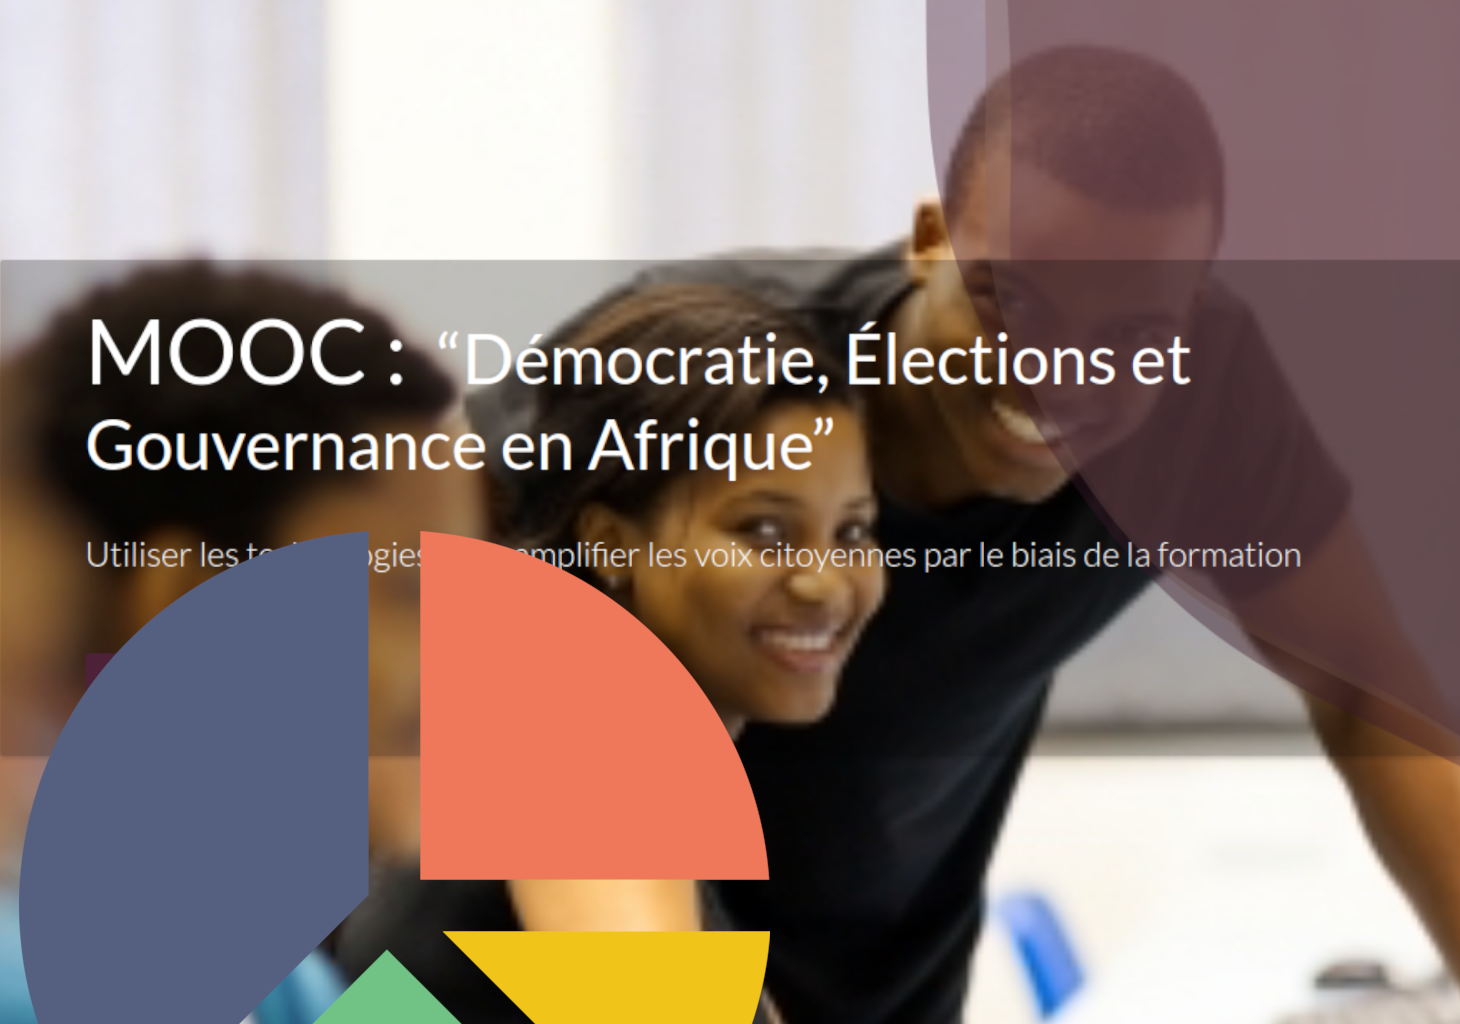 MOOC : “Démocratie, Élections et
Gouvernance en Afrique”
Utiliser les amplifier les voix citoyennes par le biais de la formation